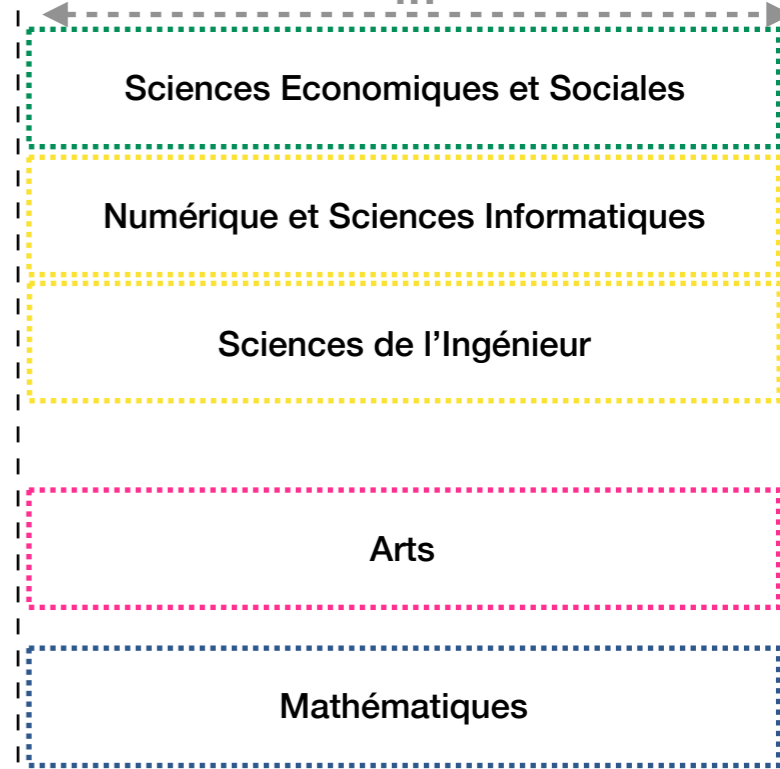 Sciences Economiques et Sociales
Numérique et Sciences Informatiques
Sciences de l’Ingénieur
Arts
Mathématiques